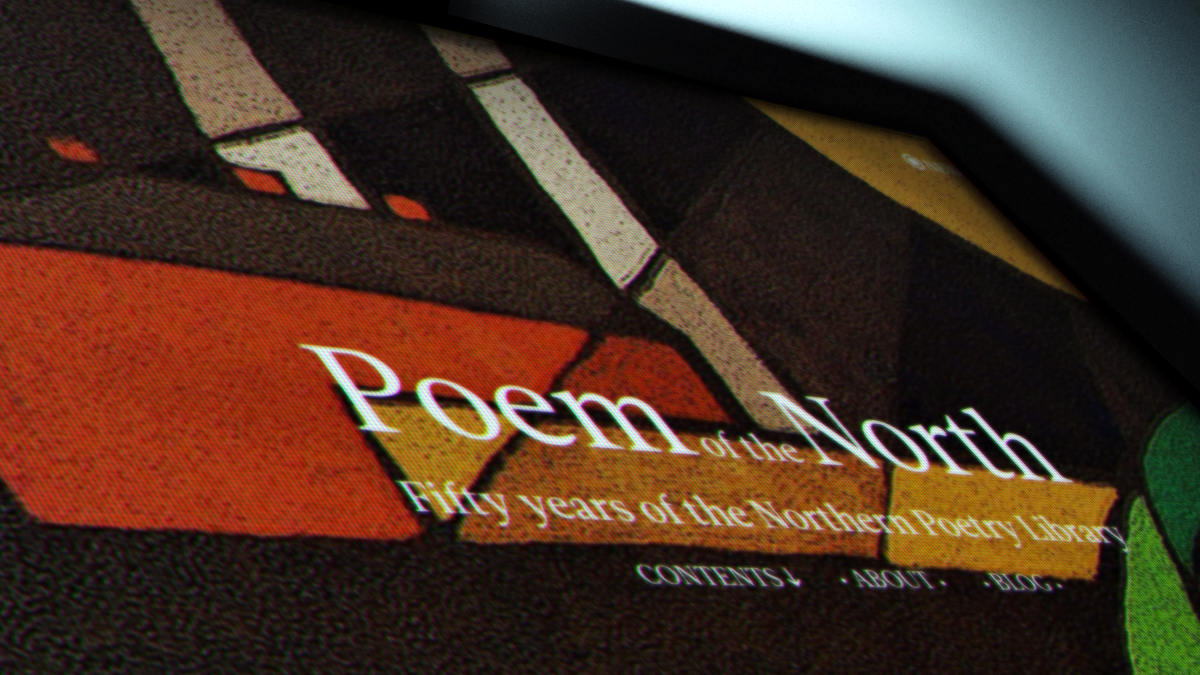 Poem of the North
Fifty years of the Northern Poetry Library
CONTENTS↓ · ABOUT · · BLOG ·